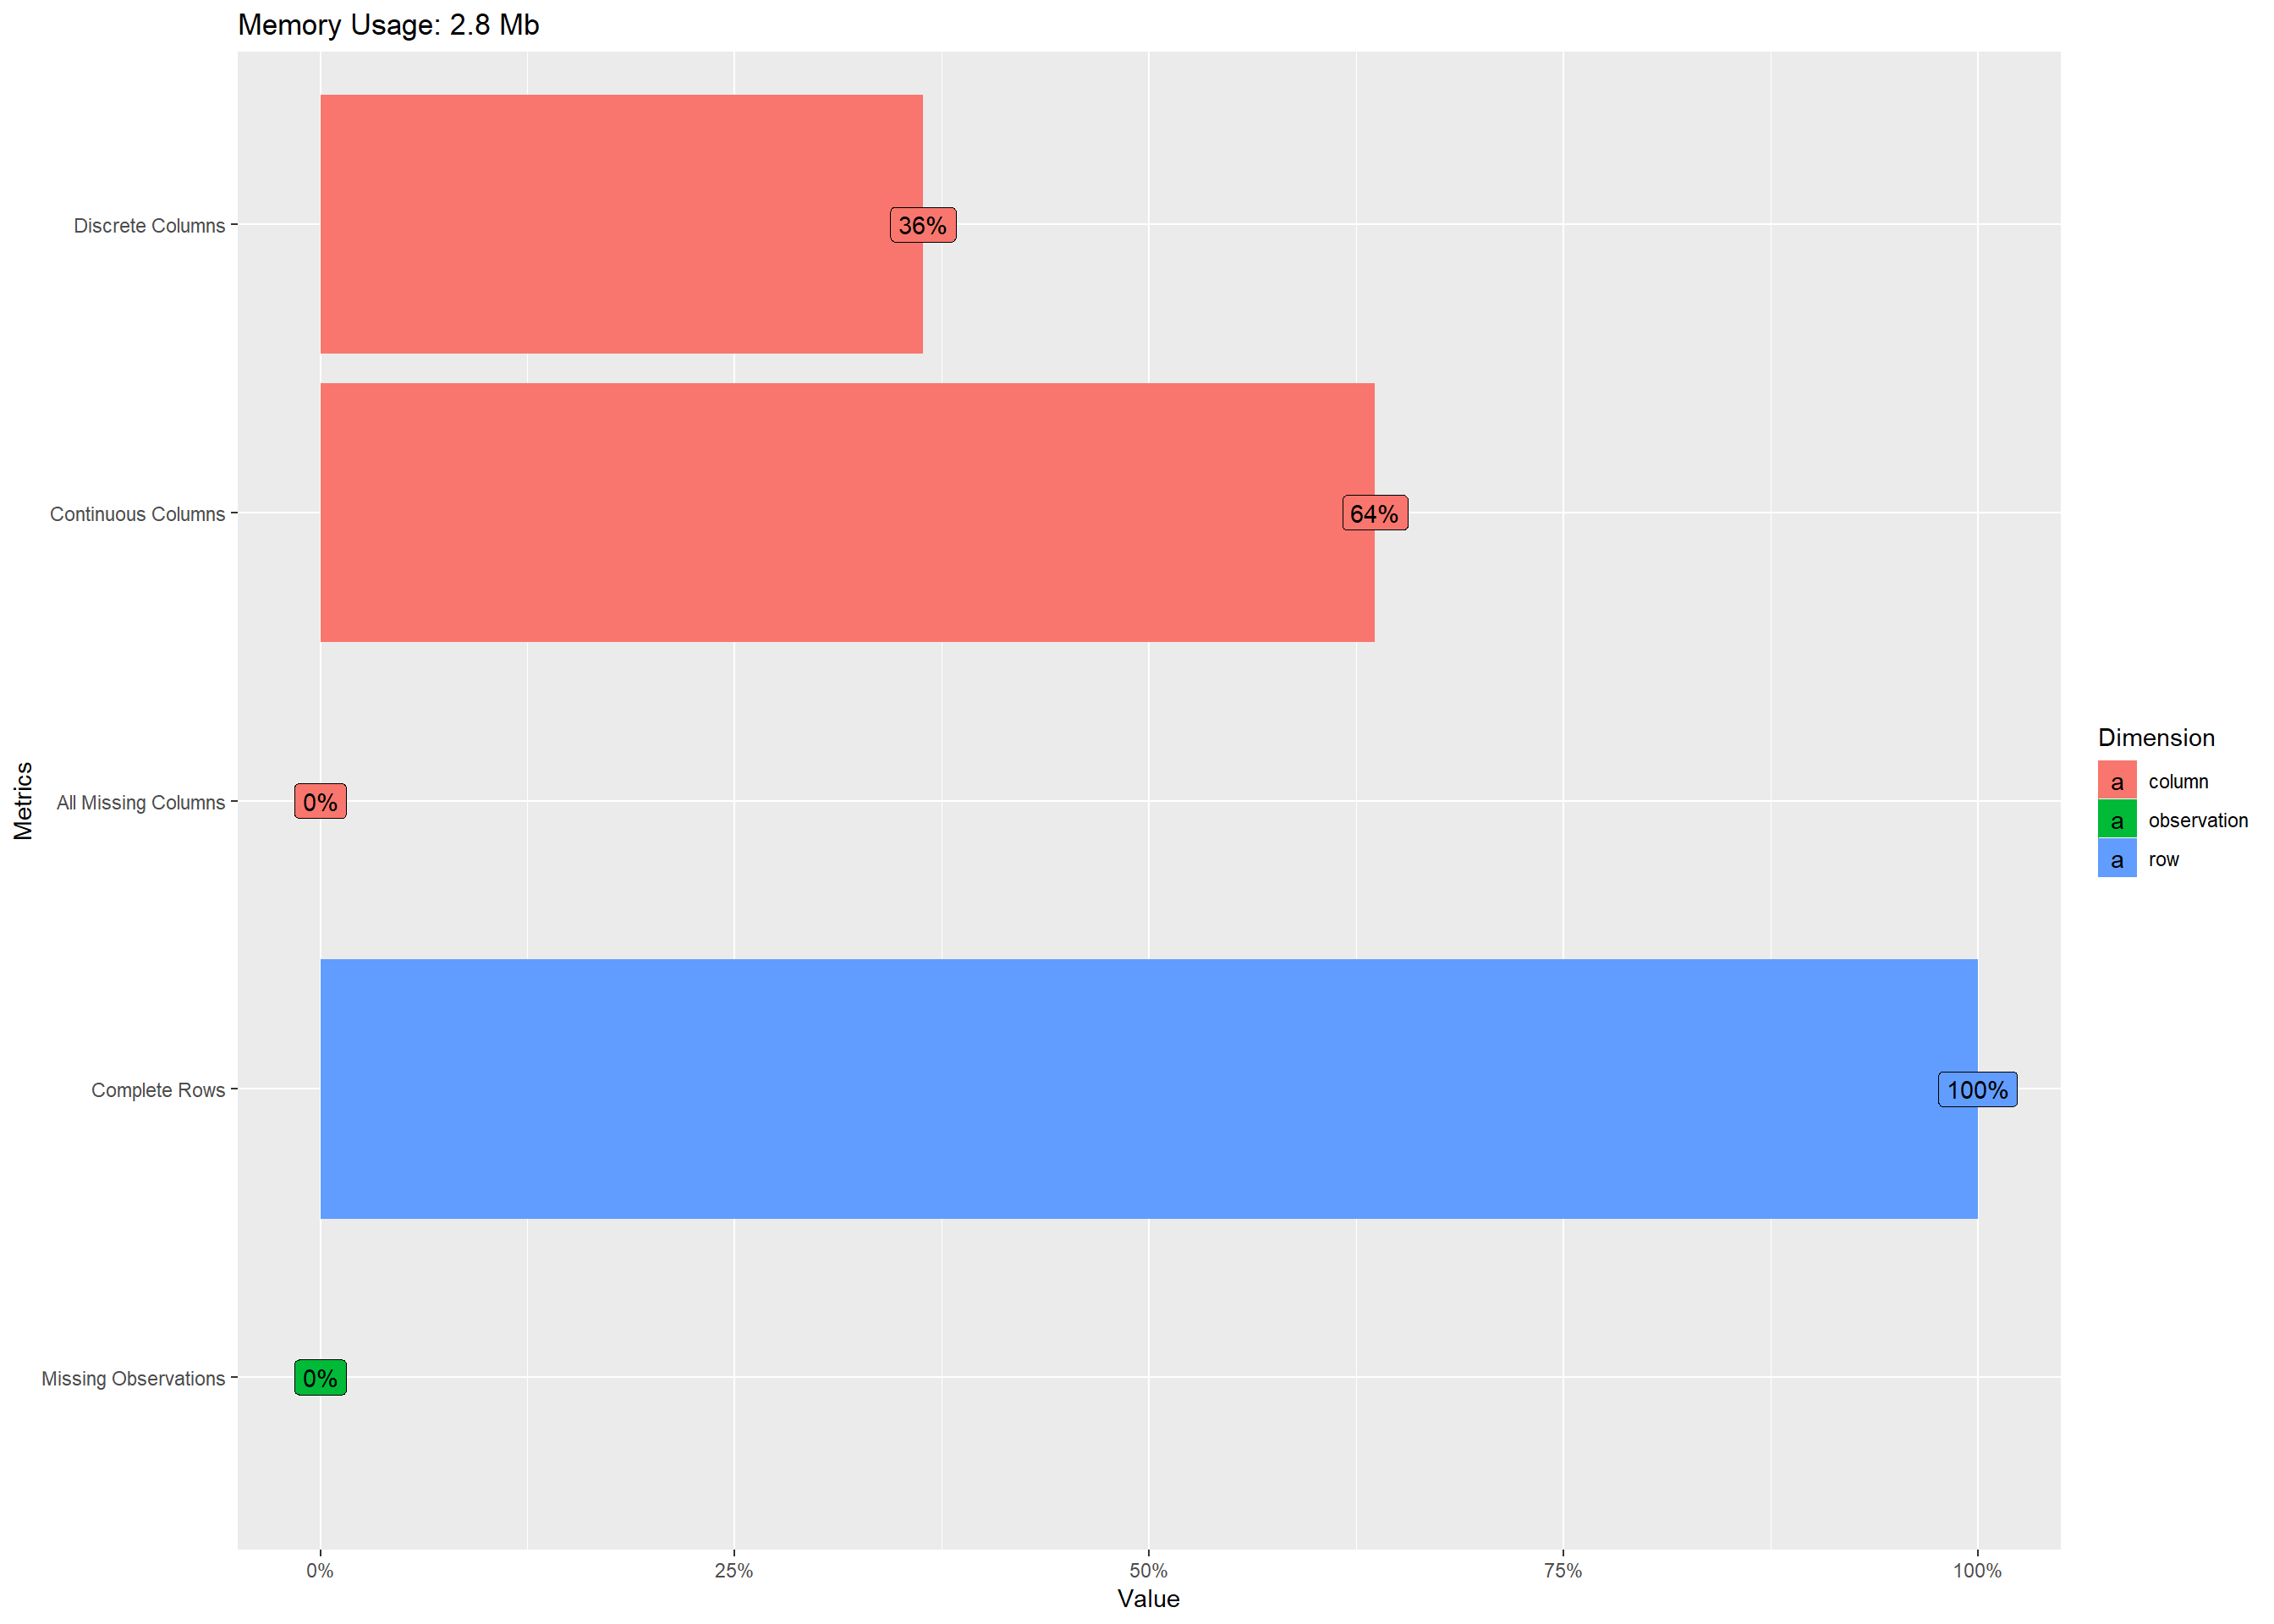 Memory Usage: 2.8 Mb
Discrete Columns
36%
Continuous Columns
64%
All Missing Columns
0%
Complete Rows
100%
Missing Observations
0%
Metrics
0% 25% 50% 75% 100%
Value
Dimension
a column
a observation
a row